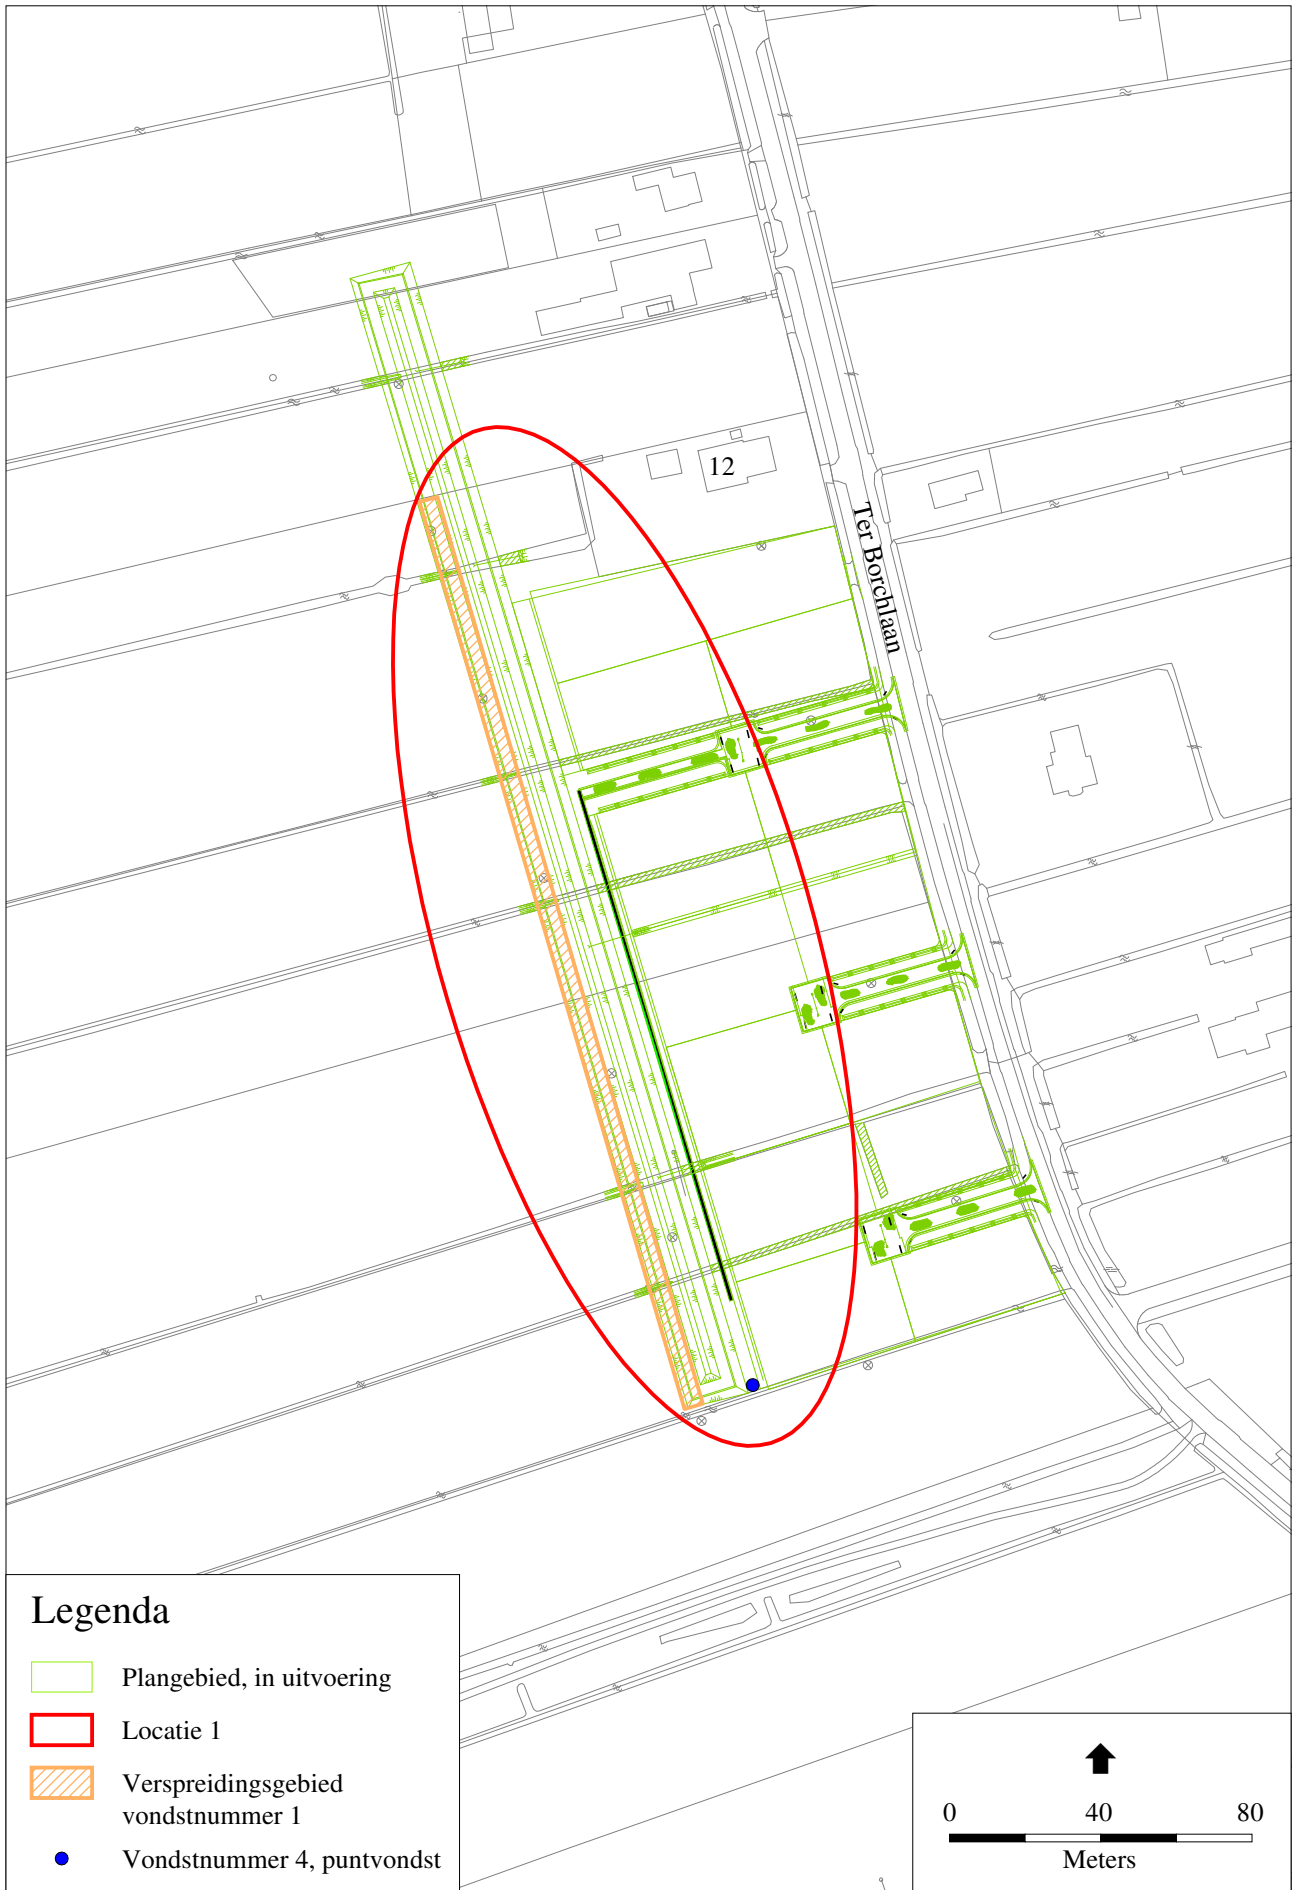 12
Ter Borchlaan
Legenda
Plangebied, in uitvoering
Locatie 1
Verspreidingsgebied
vondstnummer 1
Vondstnummer 4, puntvondst
0 40 80
Meters